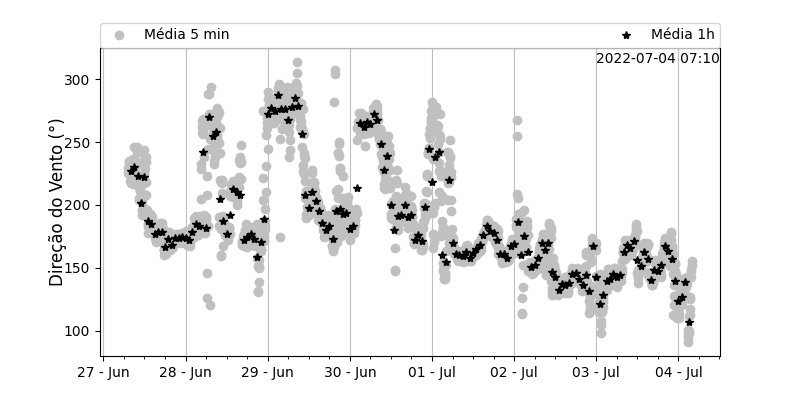 Média 5 min
Média 1h
2022-07-04 07:10
Direção do Vento (°)
300
250
200
150
100
27 - Jun
28 - Jun
29 - Jun
30 - Jun
01 - Jul
02 - Jul
03 - Jul
04 - Jul